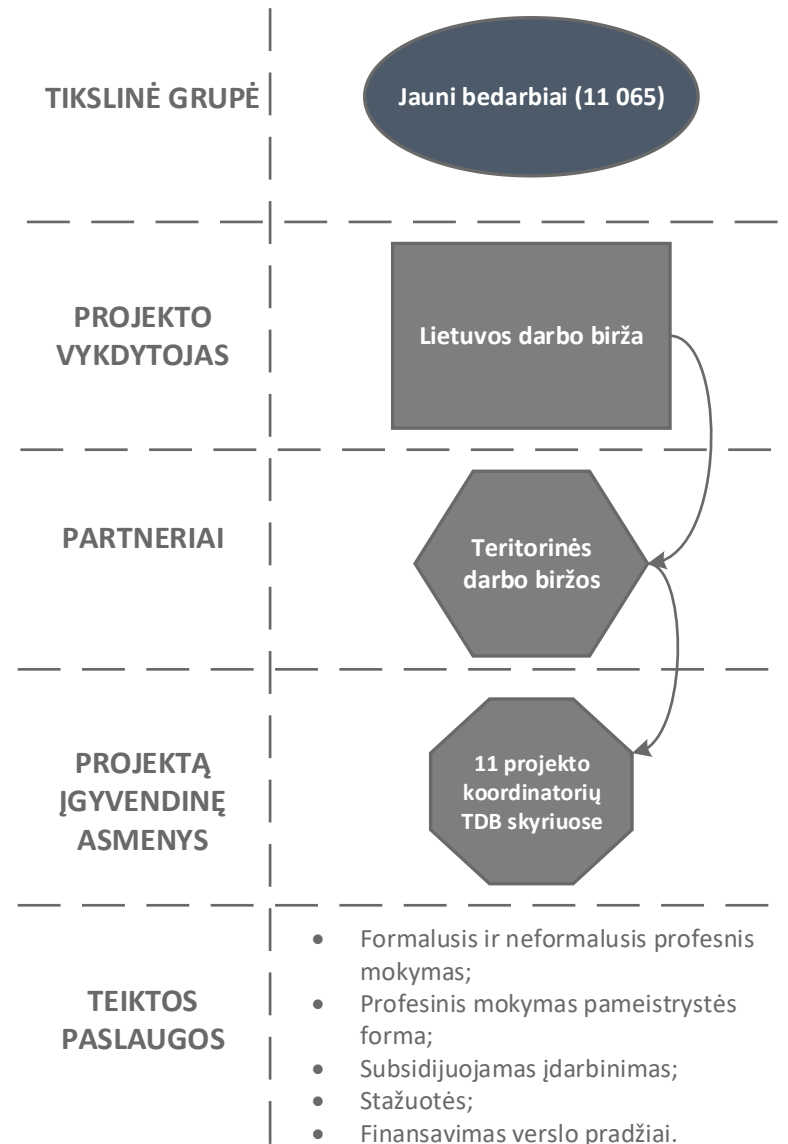 TIKSLINĖ GRUPĖ
Jauni bedarbiai (11 065)
PROJEKTO
VYKDYTOJAS
Lietuvos darbo birža
PARTNERIAI
Teritorinės
darbo biržos
PROJEKTĄ
ĮGYVENDINĘ
ASMENYS
11 projekto
koordinatorių
TDB skyriuose
TEIKTOS
PASLAUGOS
• Formalusis ir neformalusis profesnis
mokymas;
• Profesinis mokymas pameistrystės
forma;
• Subsidijuojamas įdarbinimas;
• Stažuotės;
• Finansavimas verslo pradžiai.